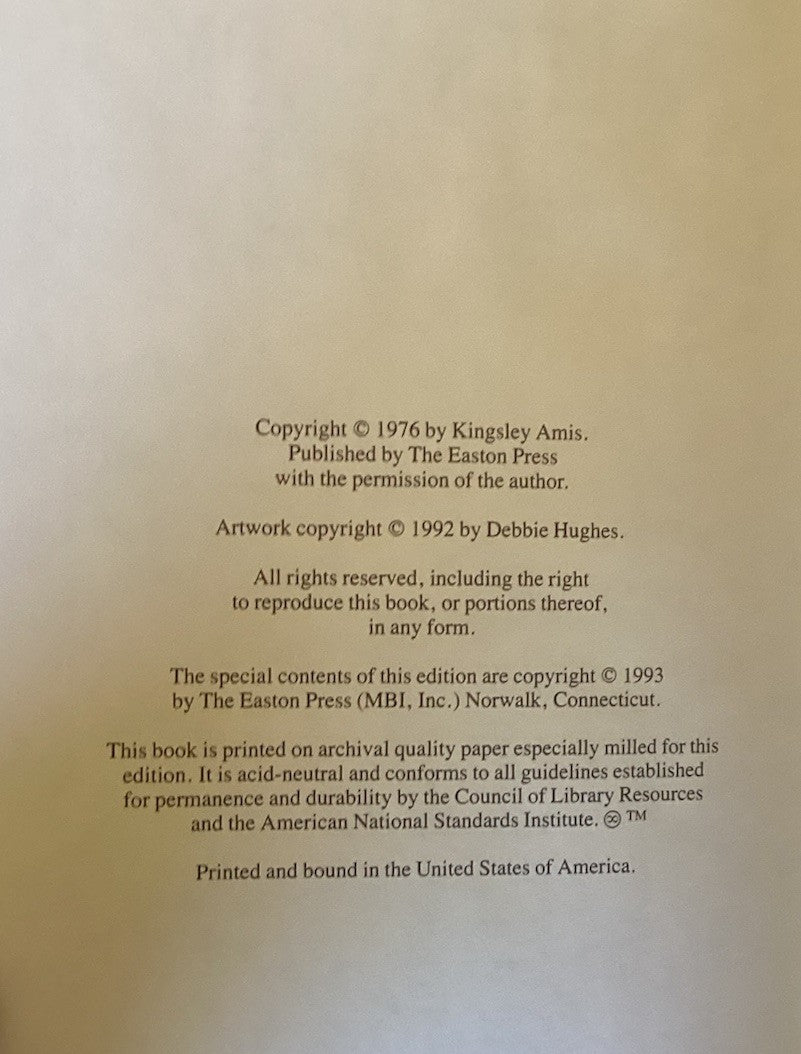 Copyright © 1976 by Kingsley Amis.
Published by The Easton Press
with the permission of the author.
Artwork copyright © 1992 by Debbie Hughes.
All rights reserved, including the right
to reproduce this book, or portions thereof,
in any form.
The special contents of this edition are copyright © 1993
by The Easton Press (MBI, Inc.) Norwalk, Connecticut.
This book is printed on archival quality paper especially milled for this
edition. It is acid-neutral and conforms to all guidelines established
for permanence and durability by the Council of Library Resources
and the American National Standards Institute. ♾ ™
Printed and bound in the United States of America.